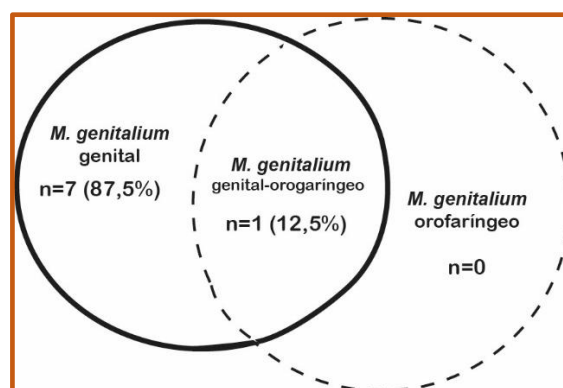 M. genitalium
genital
n=7 (87,5%)
M. genitalium
genital-orogaríngeo
n=1 (12,5%)
M. genitalium
orofaríngeo
n=0